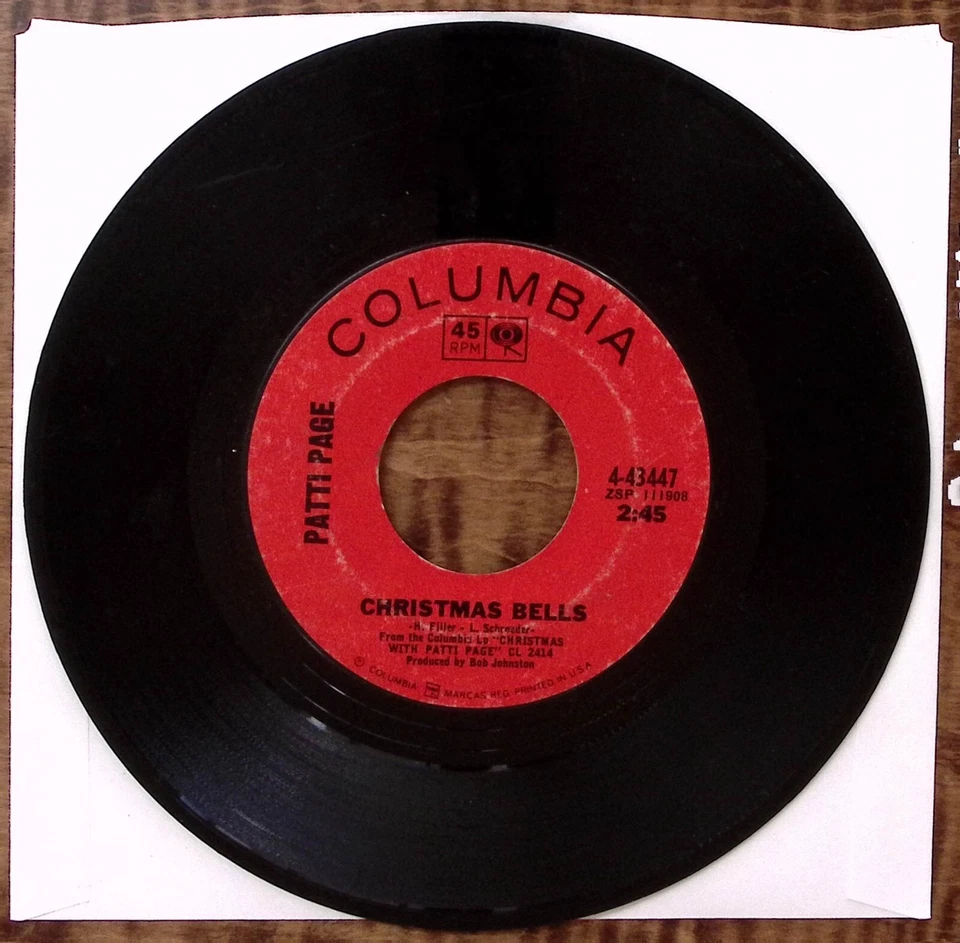 COLUMBIA
45
RPM
PATTI PAGE
4-43447
ZSP 111908
2:45
CHRISTMAS BELLS
-H. Filler - L. Schroeder-
From the Columbia Lp "CHRISTMAS
WITH PATTI PAGE" CL 2414
Produced by Bob Johnston
Ⓟ COLUMBIA MARCAS REG. PRINTED IN U.S.A